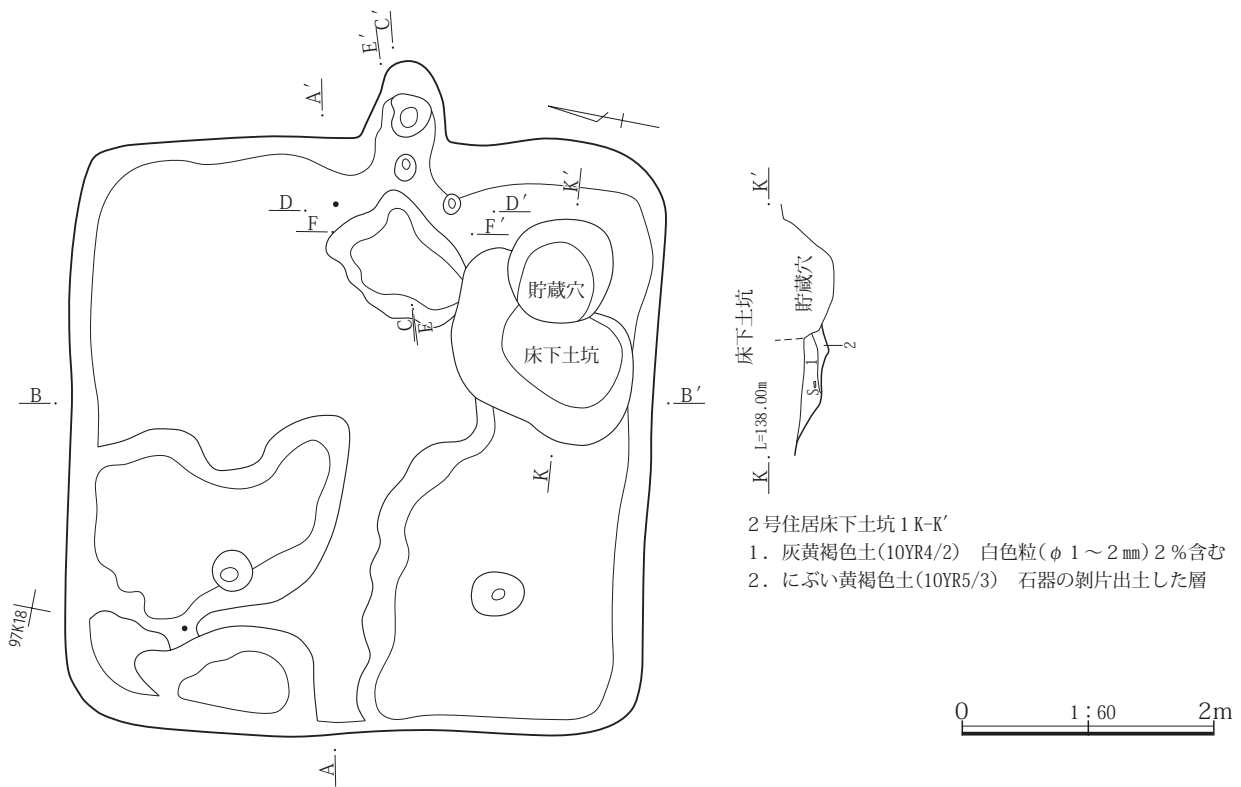 E′
C′
A′
K′
D
D′
F
F′
貯蔵穴
C
E
床下土坑
B
B′
K
97K18
A
K′
貯蔵穴
床下土坑
2
1
S
L=138.00m
K
2号住居床下土坑1K-K′
1．灰黄褐色土(10YR4/2)　白色粒(φ1～2㎜)2％含む
2．にぶい黄褐色土(10YR5/3)　石器の剝片出土した層
0　1：60　2m